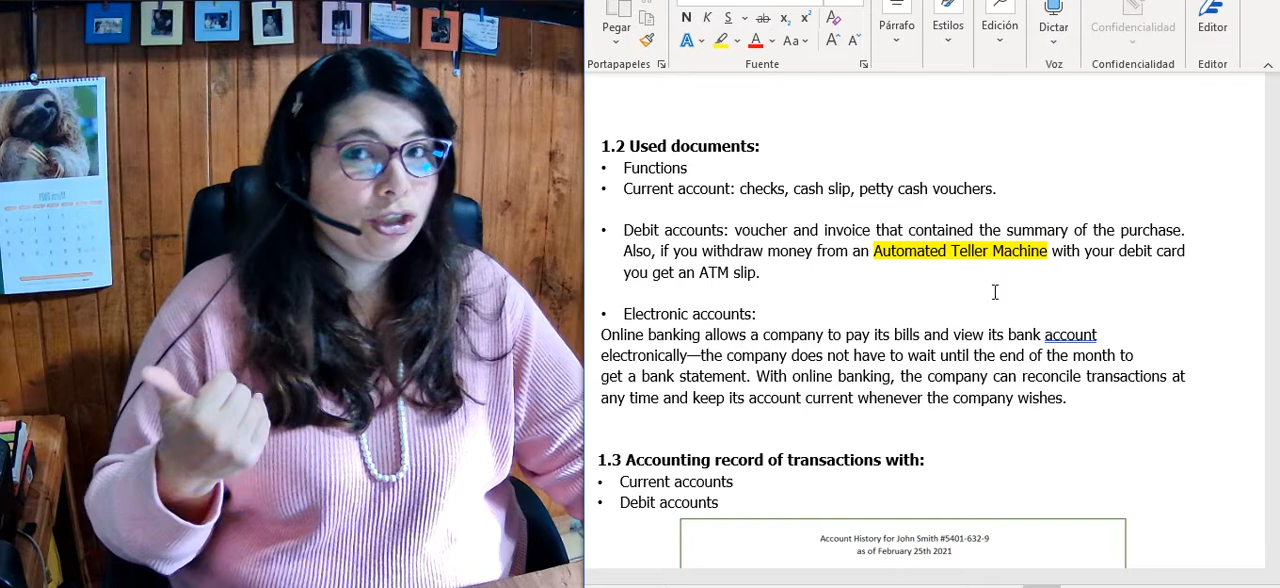 Pegar
Portapapeles
N K S ab x₂ x²
A A Aa A A
Fuente
Párrafo
Estilos
Edición
Dictar
Voz
Confidencialidad
Confidencialidad
Editor
Editor
1.2 Used documents:
• Functions
• Current account: checks, cash slip, petty cash vouchers.
• Debit accounts: voucher and invoice that contained the summary of the purchase.
Also, if you withdraw money from an Automated Teller Machine with your debit card
you get an ATM slip.
• Electronic accounts:
Online banking allows a company to pay its bills and view its bank account
electronically—the company does not have to wait until the end of the month to
get a bank statement. With online banking, the company can reconcile transactions at
any time and keep its account current whenever the company wishes.
1.3 Accounting record of transactions with:
• Current accounts
• Debit accounts
Account History for John Smith #5401-632-9
as of February 25th 2021